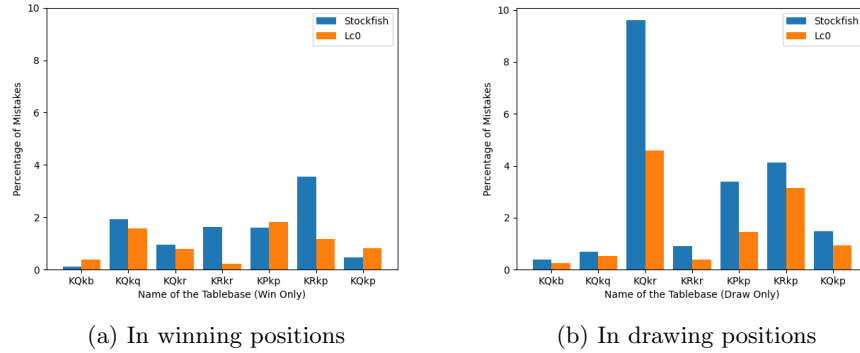 10
8
6
4
2
0
Percentage of Mistakes
Stockfish
Lc0
KQkb KQkq KQkr KRkr KPkp KRkp KQkp
Name of the Tablebase (Win Only)
(a) In winning positions
10
8
6
4
2
0
Percentage of Mistakes
Stockfish
Lc0
KQkb KQkq KQkr KRkr KPkp KRkp KQkp
Name of the Tablebase (Draw Only)
(b) In drawing positions